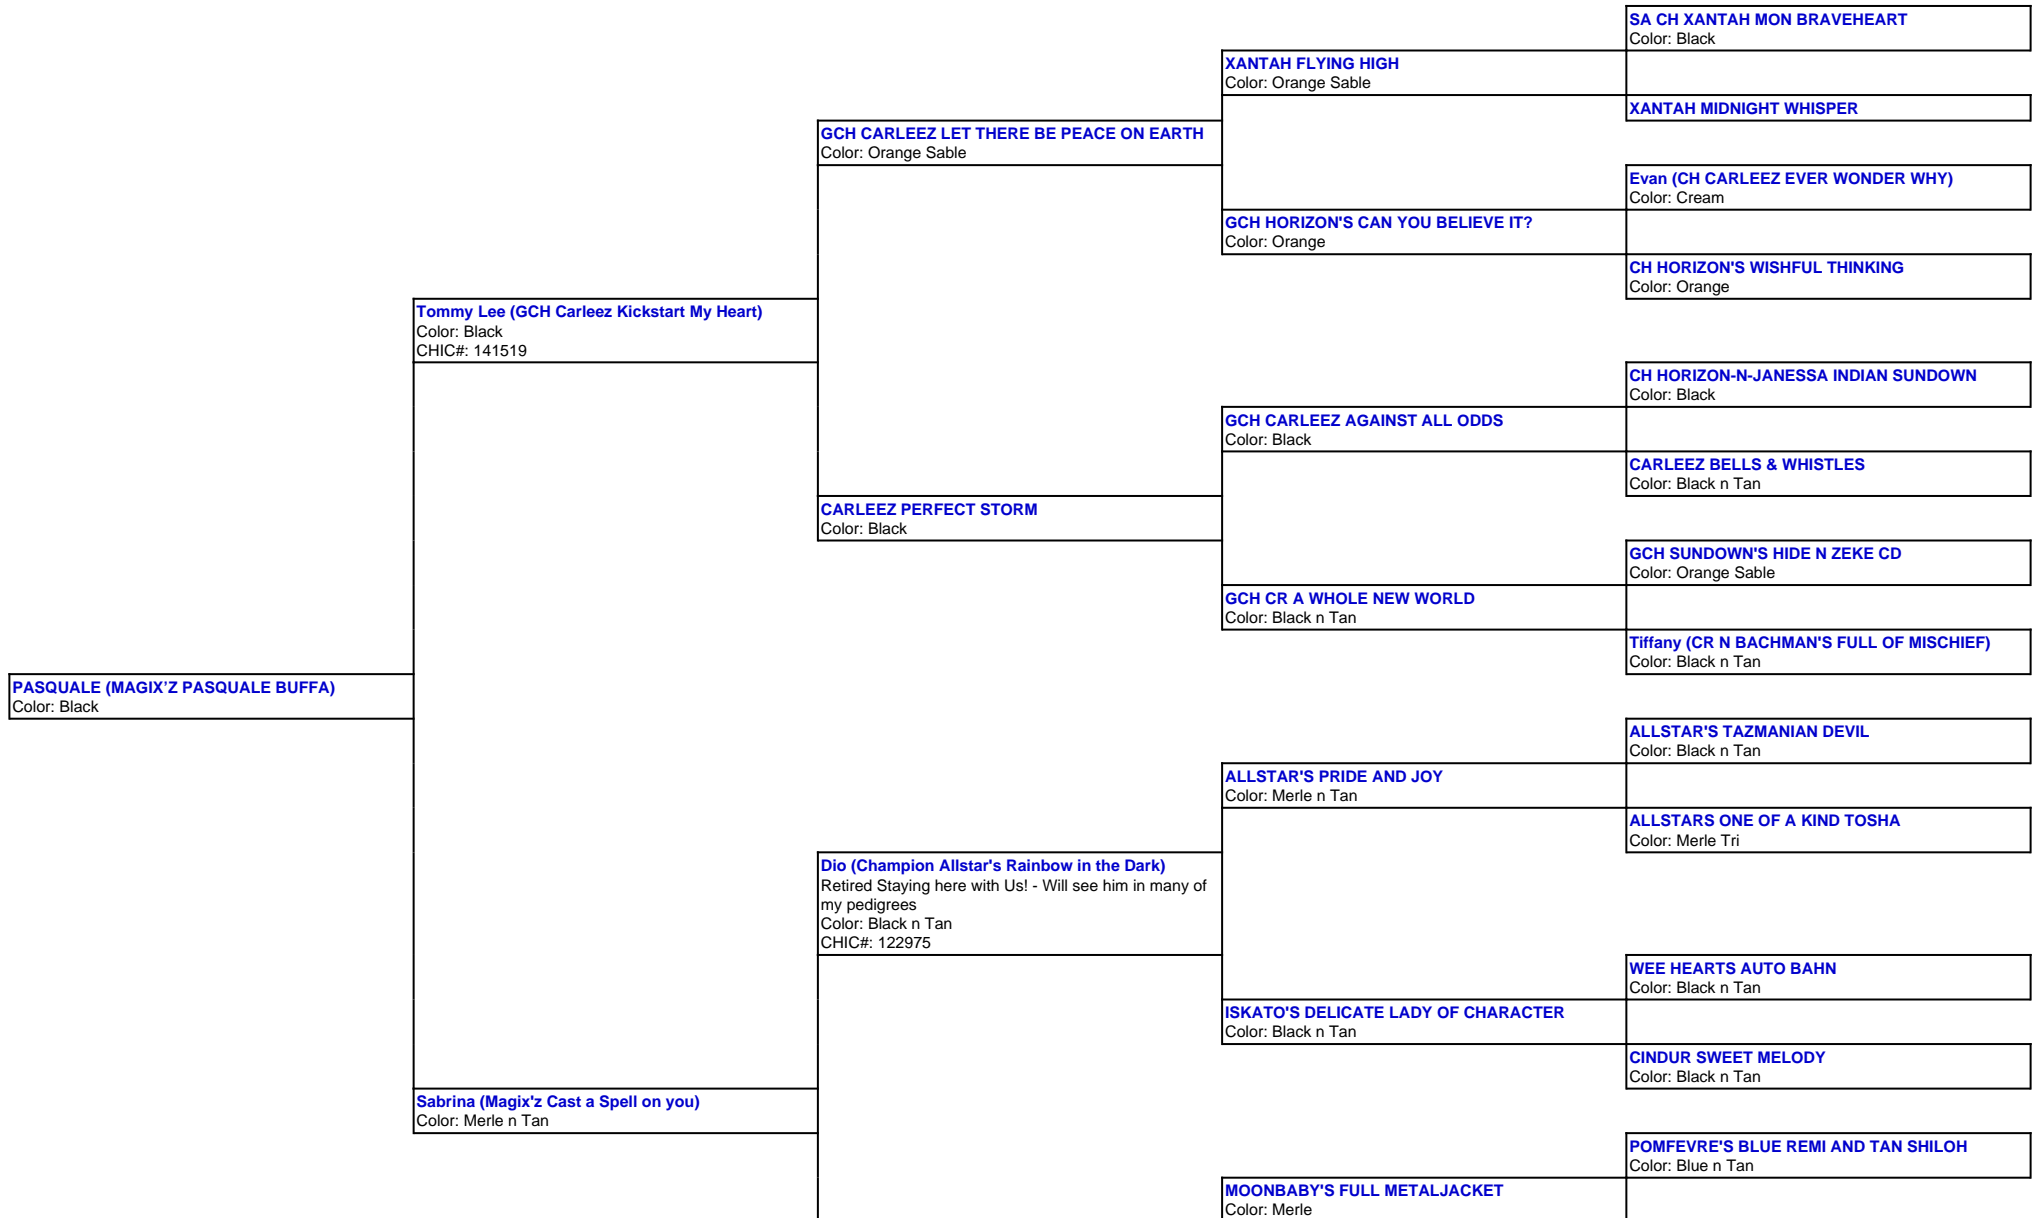 SA CH XANTAH MON BRAVEHEART
Color: Black
XANTAH FLYING HIGH
Color: Orange Sable
XANTAH MIDNIGHT WHISPER
GCH CARLEEZ LET THERE BE PEACE ON EARTH
Color: Orange Sable
Evan (CH CARLEEZ EVER WONDER WHY)
Color: Cream
GCH HORIZON'S CAN YOU BELIEVE IT?
Color: Orange
CH HORIZON'S WISHFUL THINKING
Color: Orange
Tommy Lee (GCH Carleez Kickstart My Heart)
Color: Black
CHIC#: 141519
CH HORIZON-N-JANESSA INDIAN SUNDOWN
Color: Black
GCH CARLEEZ AGAINST ALL ODDS
Color: Black
CARLEEZ BELLS & WHISTLES
Color: Black n Tan
CARLEEZ PERFECT STORM
Color: Black
GCH SUNDOWN'S HIDE N ZEKE CD
Color: Orange Sable
GCH CR A WHOLE NEW WORLD
Color: Black n Tan
Tiffany (CR N BACHMAN'S FULL OF MISCHIEF)
Color: Black n Tan
PASQUALE (MAGIX’Z PASQUALE BUFFA)
Color: Black
ALLSTAR'S TAZMANIAN DEVIL
Color: Black n Tan
ALLSTAR'S PRIDE AND JOY
Color: Merle n Tan
ALLSTARS ONE OF A KIND TOSHA
Color: Merle Tri
Dio (Champion Allstar's Rainbow in the Dark)
Retired Staying here with Us! - Will see him in many of
my pedigrees
Color: Black n Tan
CHIC#: 122975
WEE HEARTS AUTO BAHN
Color: Black n Tan
ISKATO'S DELICATE LADY OF CHARACTER
Color: Black n Tan
CINDUR SWEET MELODY
Color: Black n Tan
Sabrina (Magix'z Cast a Spell on you)
Color: Merle n Tan
POMFEVRE'S BLUE REMI AND TAN SHILOH
Color: Blue n Tan
MOONBABY'S FULL METALJACKET
Color: Merle